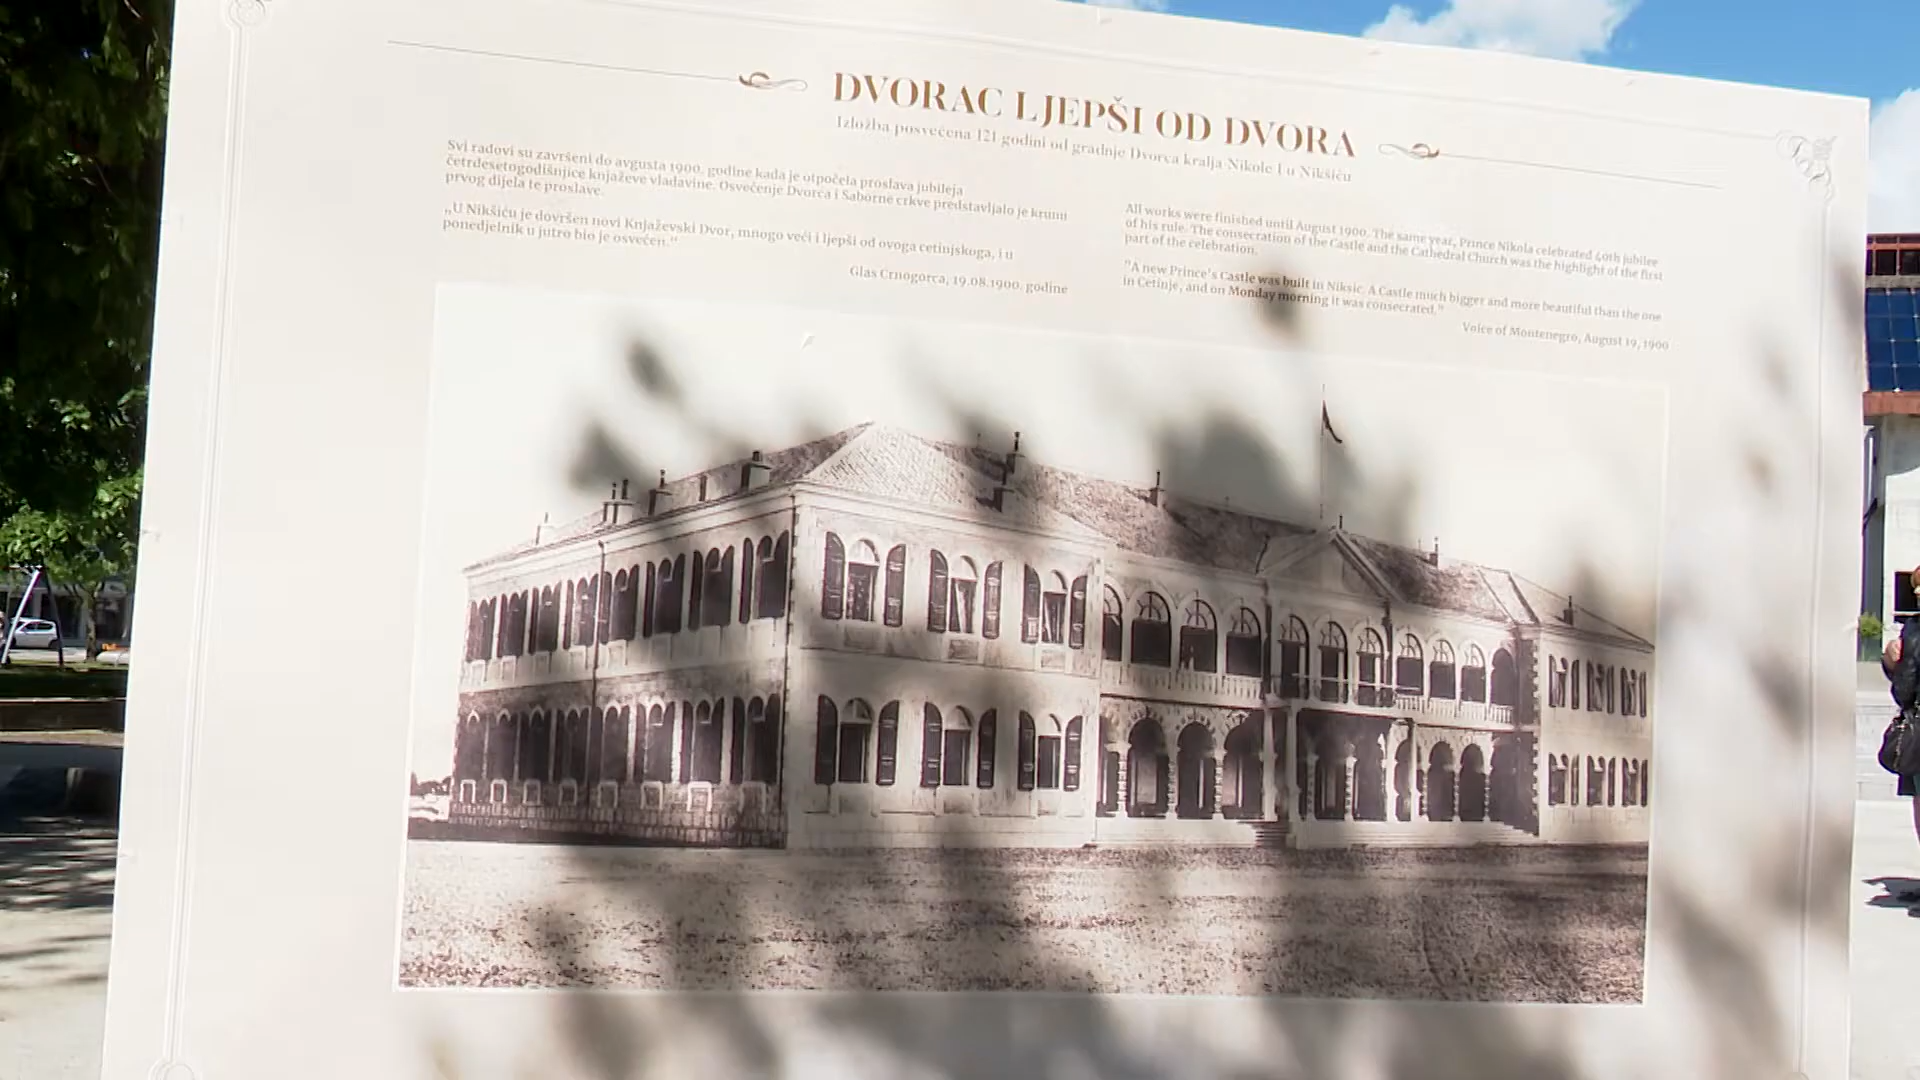 DVORAC LJEPŠI OD DVORA
Izložba posvećena 121 godini od gradnje Dvorca kralja Nikole I u Nikšiću
Svi radovi su završeni do avgusta 1900. godine kada je otpočela proslava jubileja
četrdesetogodišnjice knjaževe vladavine. Osvećenje Dvorca i Saborne crkve predstavljalo je krunu
prvog dijela te proslave.
„U Nikšiću je dovršen novi Knjaževski Dvor, mnogo veći i ljepši od ovoga cetinjskoga, i u
ponedjelnik u jutro bio je osvećen.“
Glas Crnogorca, 19.08.1900. godine
All works were finished until August 1900. The same year, Prince Nikola celebrated 40th jubilee
of his rule. The consecration of the Castle and the Cathedral Church was the highlight of the first
part of the celebration.
"A new Prince's Castle was built in Niksic. A Castle much bigger and more beautiful than the one
in Cetinje, and on Monday morning it was consecrated."
Voice of Montenegro, August 19, 1900